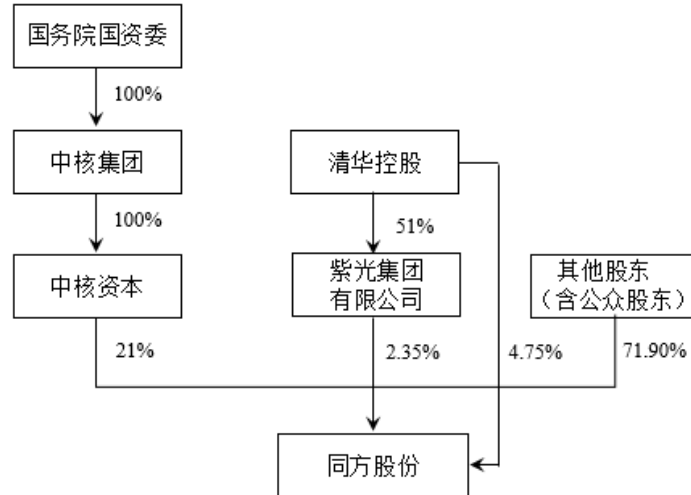 国务院国资委
100%
中核集团
清华控股
100%
51%
中核资本
紫光集团
有限公司
其他股东
（含公众股东）
21%
2.35%
4.75%
71.90%
同方股份